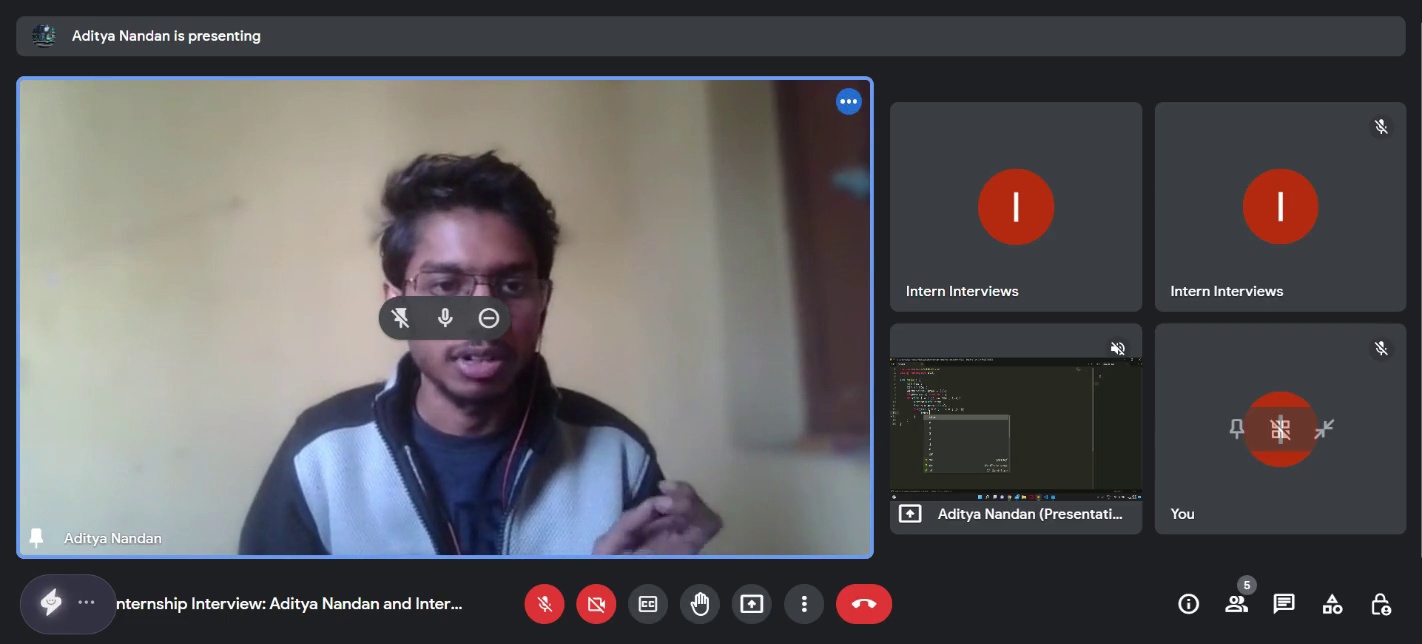 Aditya Nandan is presenting
I
I
Intern Interviews
Intern Interviews
Aditya Nandan
Aditya Nandan (Presentati...
You
nternship Interview: Aditya Nandan and Inter...
CC
5